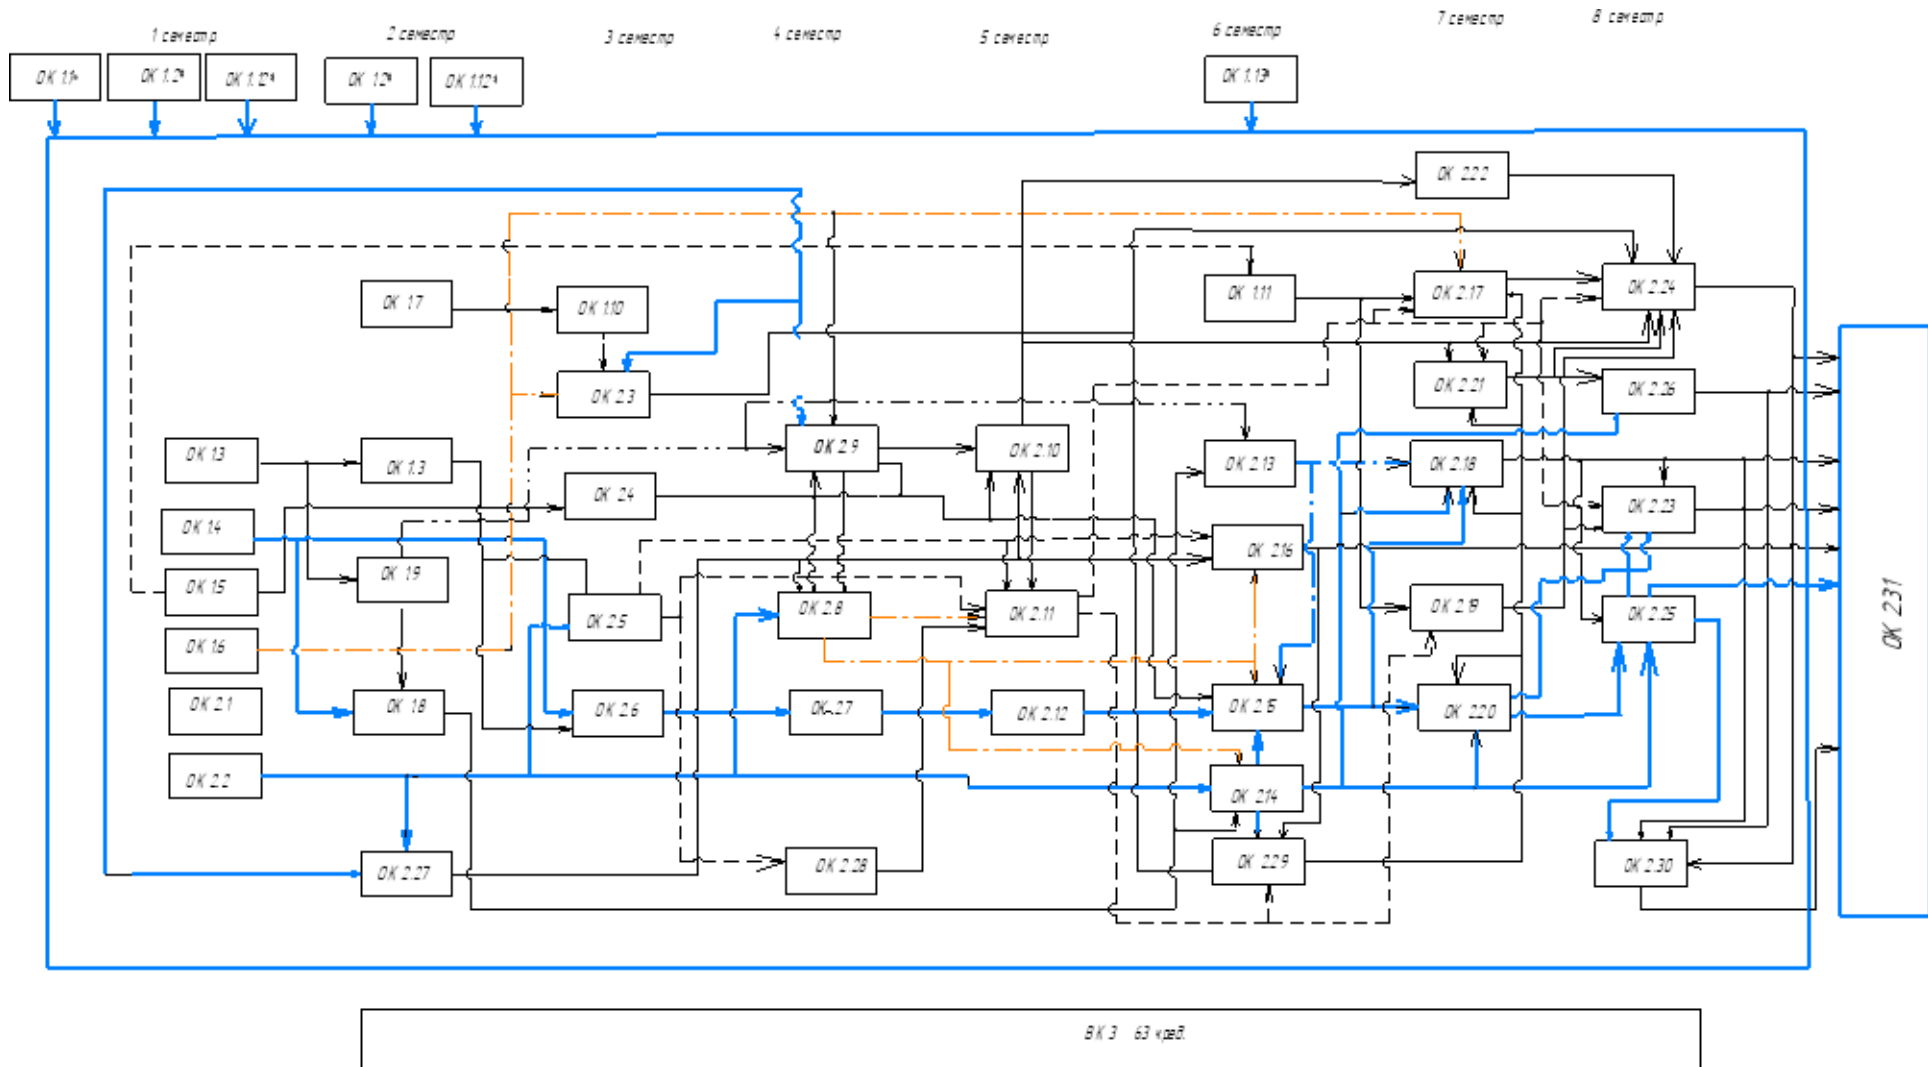 1 семестр
2 семестр
3 семестр
4 семестр
5 семестр
6 семестр
7 семестр
8 семестр
ОК 1.1*
ОК 1.2*
ОК 1.12*
ОК 1.2*
ОК 1.12*
ОК 1.13*
ОК 2.22
ОК 1.7
ОК 1.10
ОК 1.11
ОК 2.17
ОК 2.24
ОК 2.3
ОК 2.21
ОК 2.26
ОК 1.3
ОК 1.3
ОК 2.9
ОК 2.10
ОК 2.13
ОК 2.18
ОК 2.4
ОК 2.23
ОК 1.4
ОК 2.16
ОК 1.9
ОК 1.5
ОК 2.5
ОК 2.8
ОК 2.11
ОК 2.19
ОК 2.25
ОК 2.31
ОК 1.6
ОК 2.1
ОК 1.8
ОК 2.6
ОК 2.7
ОК 2.12
ОК 2.15
ОК 2.20
ОК 2.2
ОК 2.14
ОК 2.27
ОК 2.28
ОК 2.29
ОК 2.30
ВК 3 63 кред.